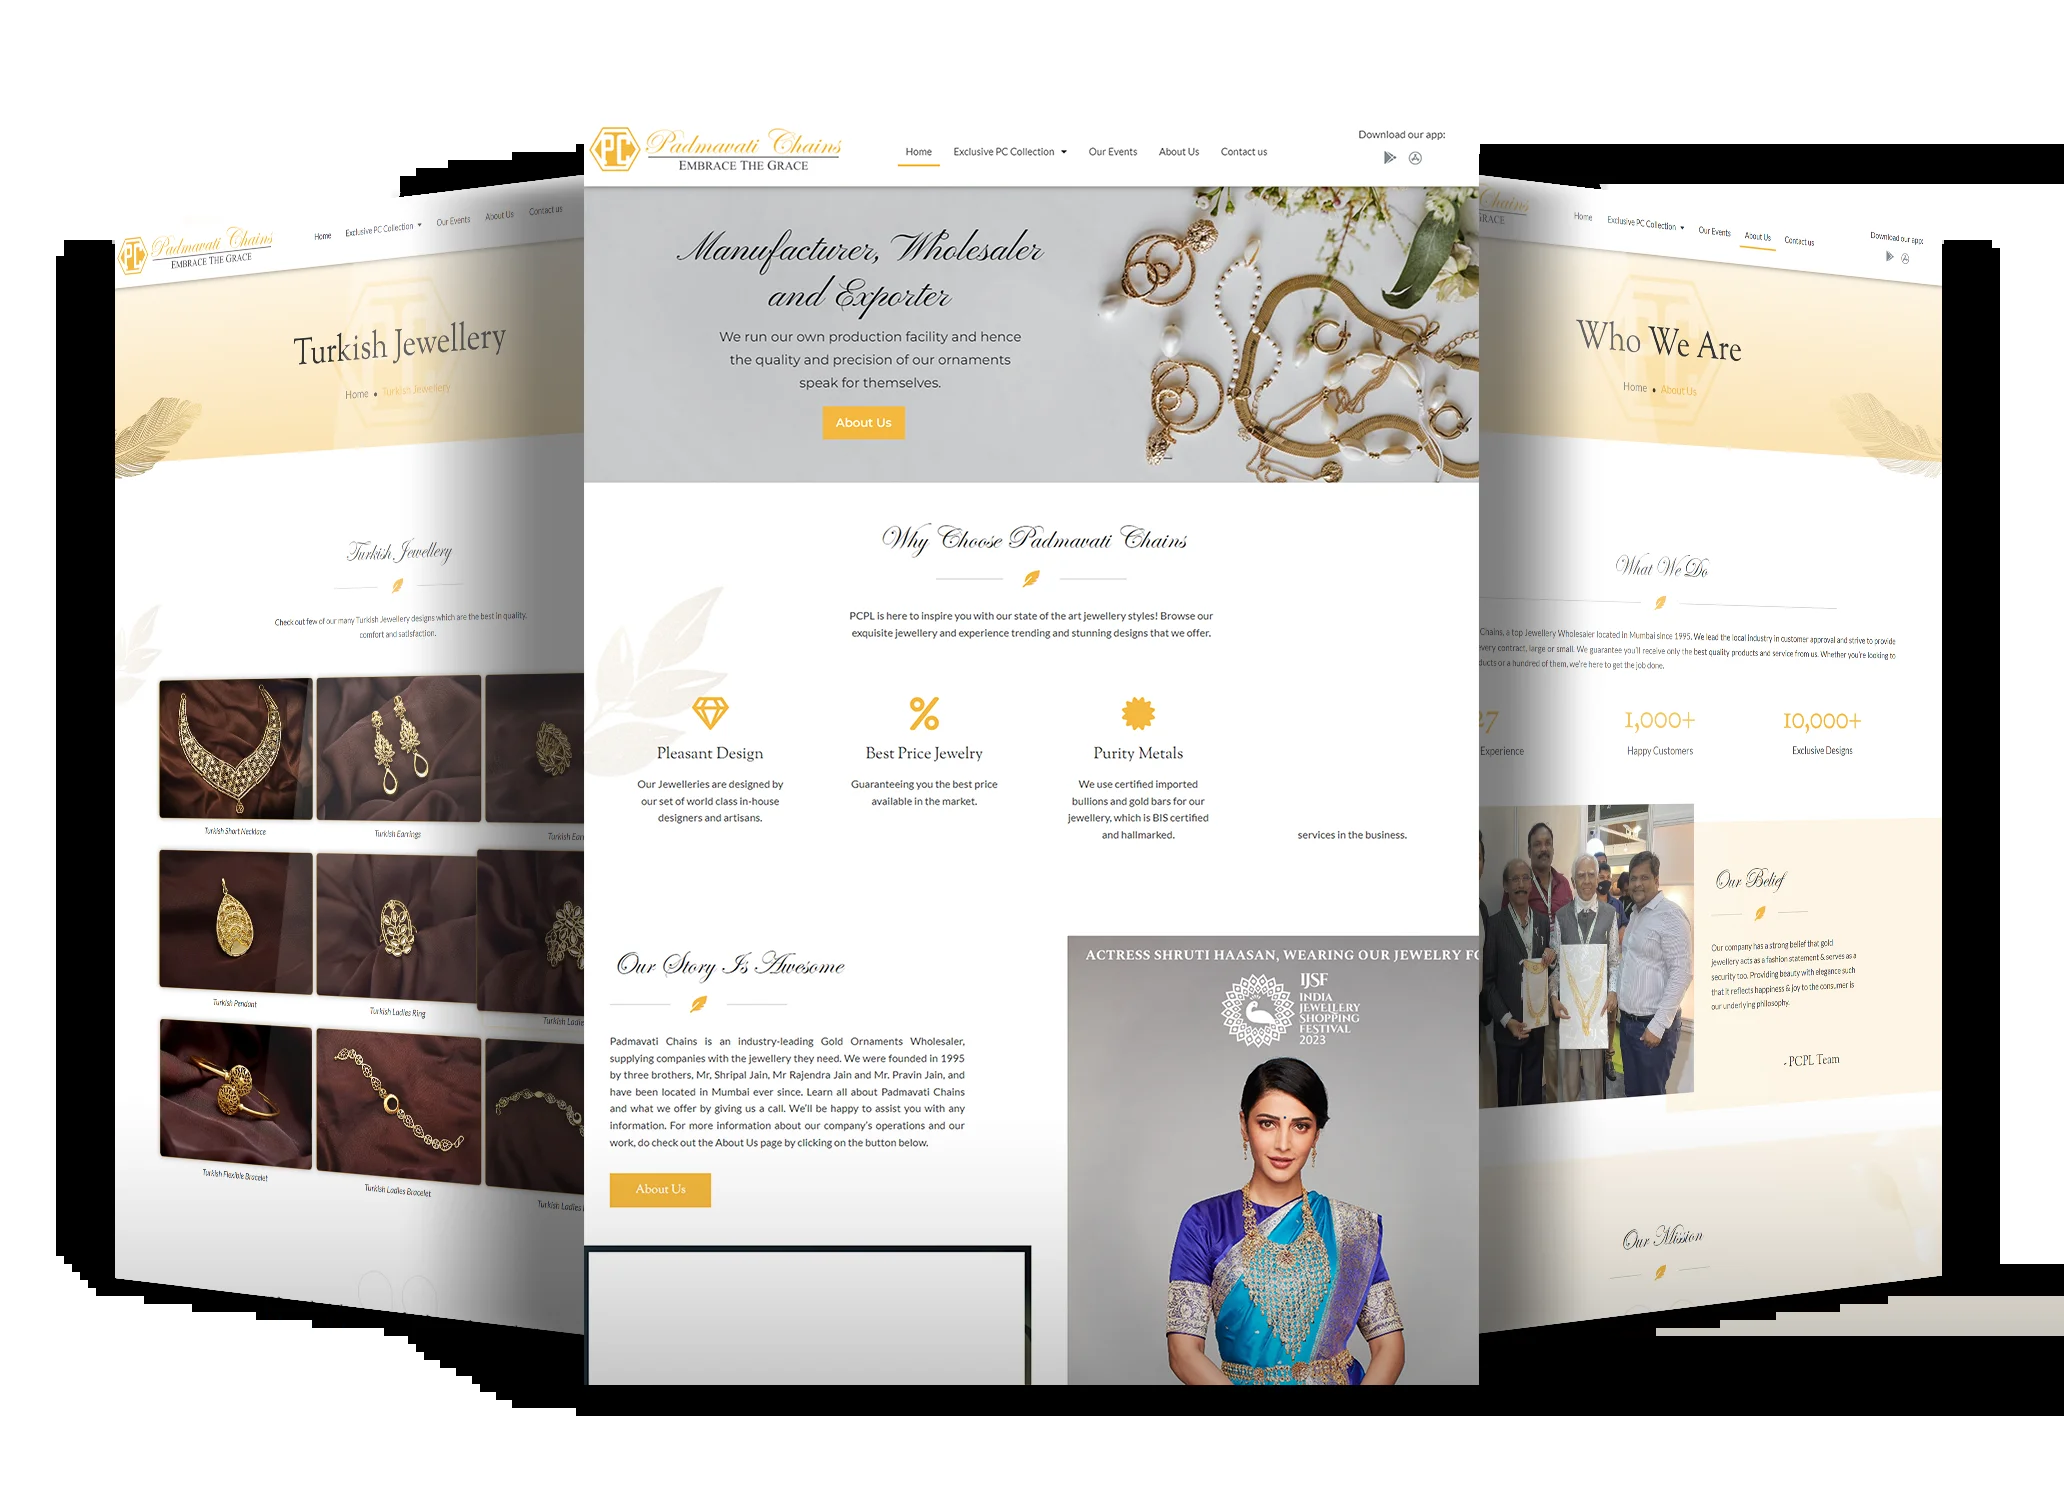 PC
Padmavati Chains
EMBRACE THE GRACE
Home Exclusive PC Collection Our Events About Us Contact us
Turkish Jewellery
Home • Turkish Jewellery
Turkish Jewellery
Check out few of our many Turkish Jewellery designs which are the best in quality,
comfort and satisfaction.
Turkish Short Necklace
Turkish Earrings
Turkish
Turkish Pendant
Turkish Ladies Ring
Turkish
Turkish Flexible Bracelet
Turkish Ladies Bracelet
Turkish Ladies
PC
Padmavati Chains
EMBRACE THE GRACE
Home Exclusive PC Collection Our Events About Us Contact us
Download our app:
Manufacturer, Wholesaler
and Exporter
We run our own production facility and hence
the quality and precision of our ornaments
speak for themselves.
About Us
Why Choose Padmavati Chains
PCPL is here to inspire you with our state of the art jewellery styles! Browse our
exquisite jewellery and experience trending and stunning designs that we offer.
Pleasant Design
Our Jewelleries are designed by
our set of world class in-house
designers and artisans.
Best Price Jewelry
Guaranteeing you the best price
available in the market.
Purity Metals
We use certified imported
bullions and gold bars for our
jewellery, which is BIS certified
and hallmarked.
services in the business.
Our Story Is Awesome
Padmavati Chains is an industry-leading Gold Ornaments Wholesaler,
supplying companies with the jewellery they need. We were founded in 1995
by three brothers, Mr, Shripal Jain, Mr Rajendra Jain and Mr. Pravin Jain, and
have been located in Mumbai ever since. Learn all about Padmavati Chains
and what we offer by giving us a call. We'll be happy to assist you with any
information. For more information about our company's operations and our
work, do check out the About Us page by clicking on the button below.
About Us
ACTRESS SHRUTI HAASAN, WEARING OUR JEWELRY
IJSF
INDIA
JEWELLERY
SHOPPING
FESTIVAL
2023
Chains
GRACE
Home Exclusive PC Collection Our Events About Us Contact us
Download our app:
Who We Are
Home • About Us
What We Do
Chains, a top Jewellery Wholesaler located in Mumbai since 1995. We lead the local industry in customer approval and strive to provide
every contract, large or small. We guarantee you'll receive only the best quality products and service from us. Whether you're looking to
or a hundred of them, we're here to get the job done.
27
Experience
1,000+
Happy Customers
10,000+
Exclusive Designs
Our Belief
Our company has a strong belief that gold
jewellery acts as a fashion statement & serves as a
security too. Providing beauty with elegance such
that it reflects happiness & joy to the consumer is
our underlying philosophy.
- PCPL Team
Our Mission